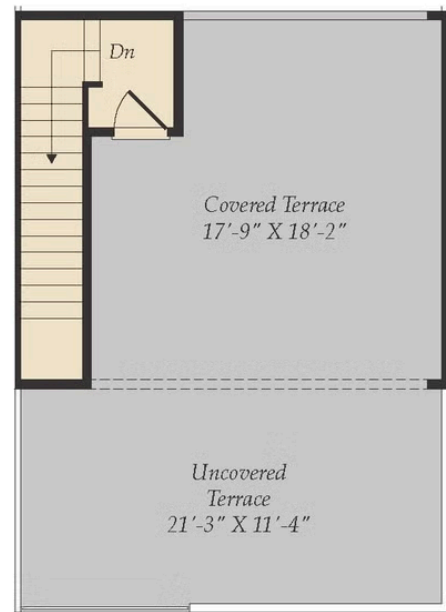 Dn
Covered Terrace
17'-9" X 18'-2"
Uncovered
Terrace
21'-3" X 11'-4"